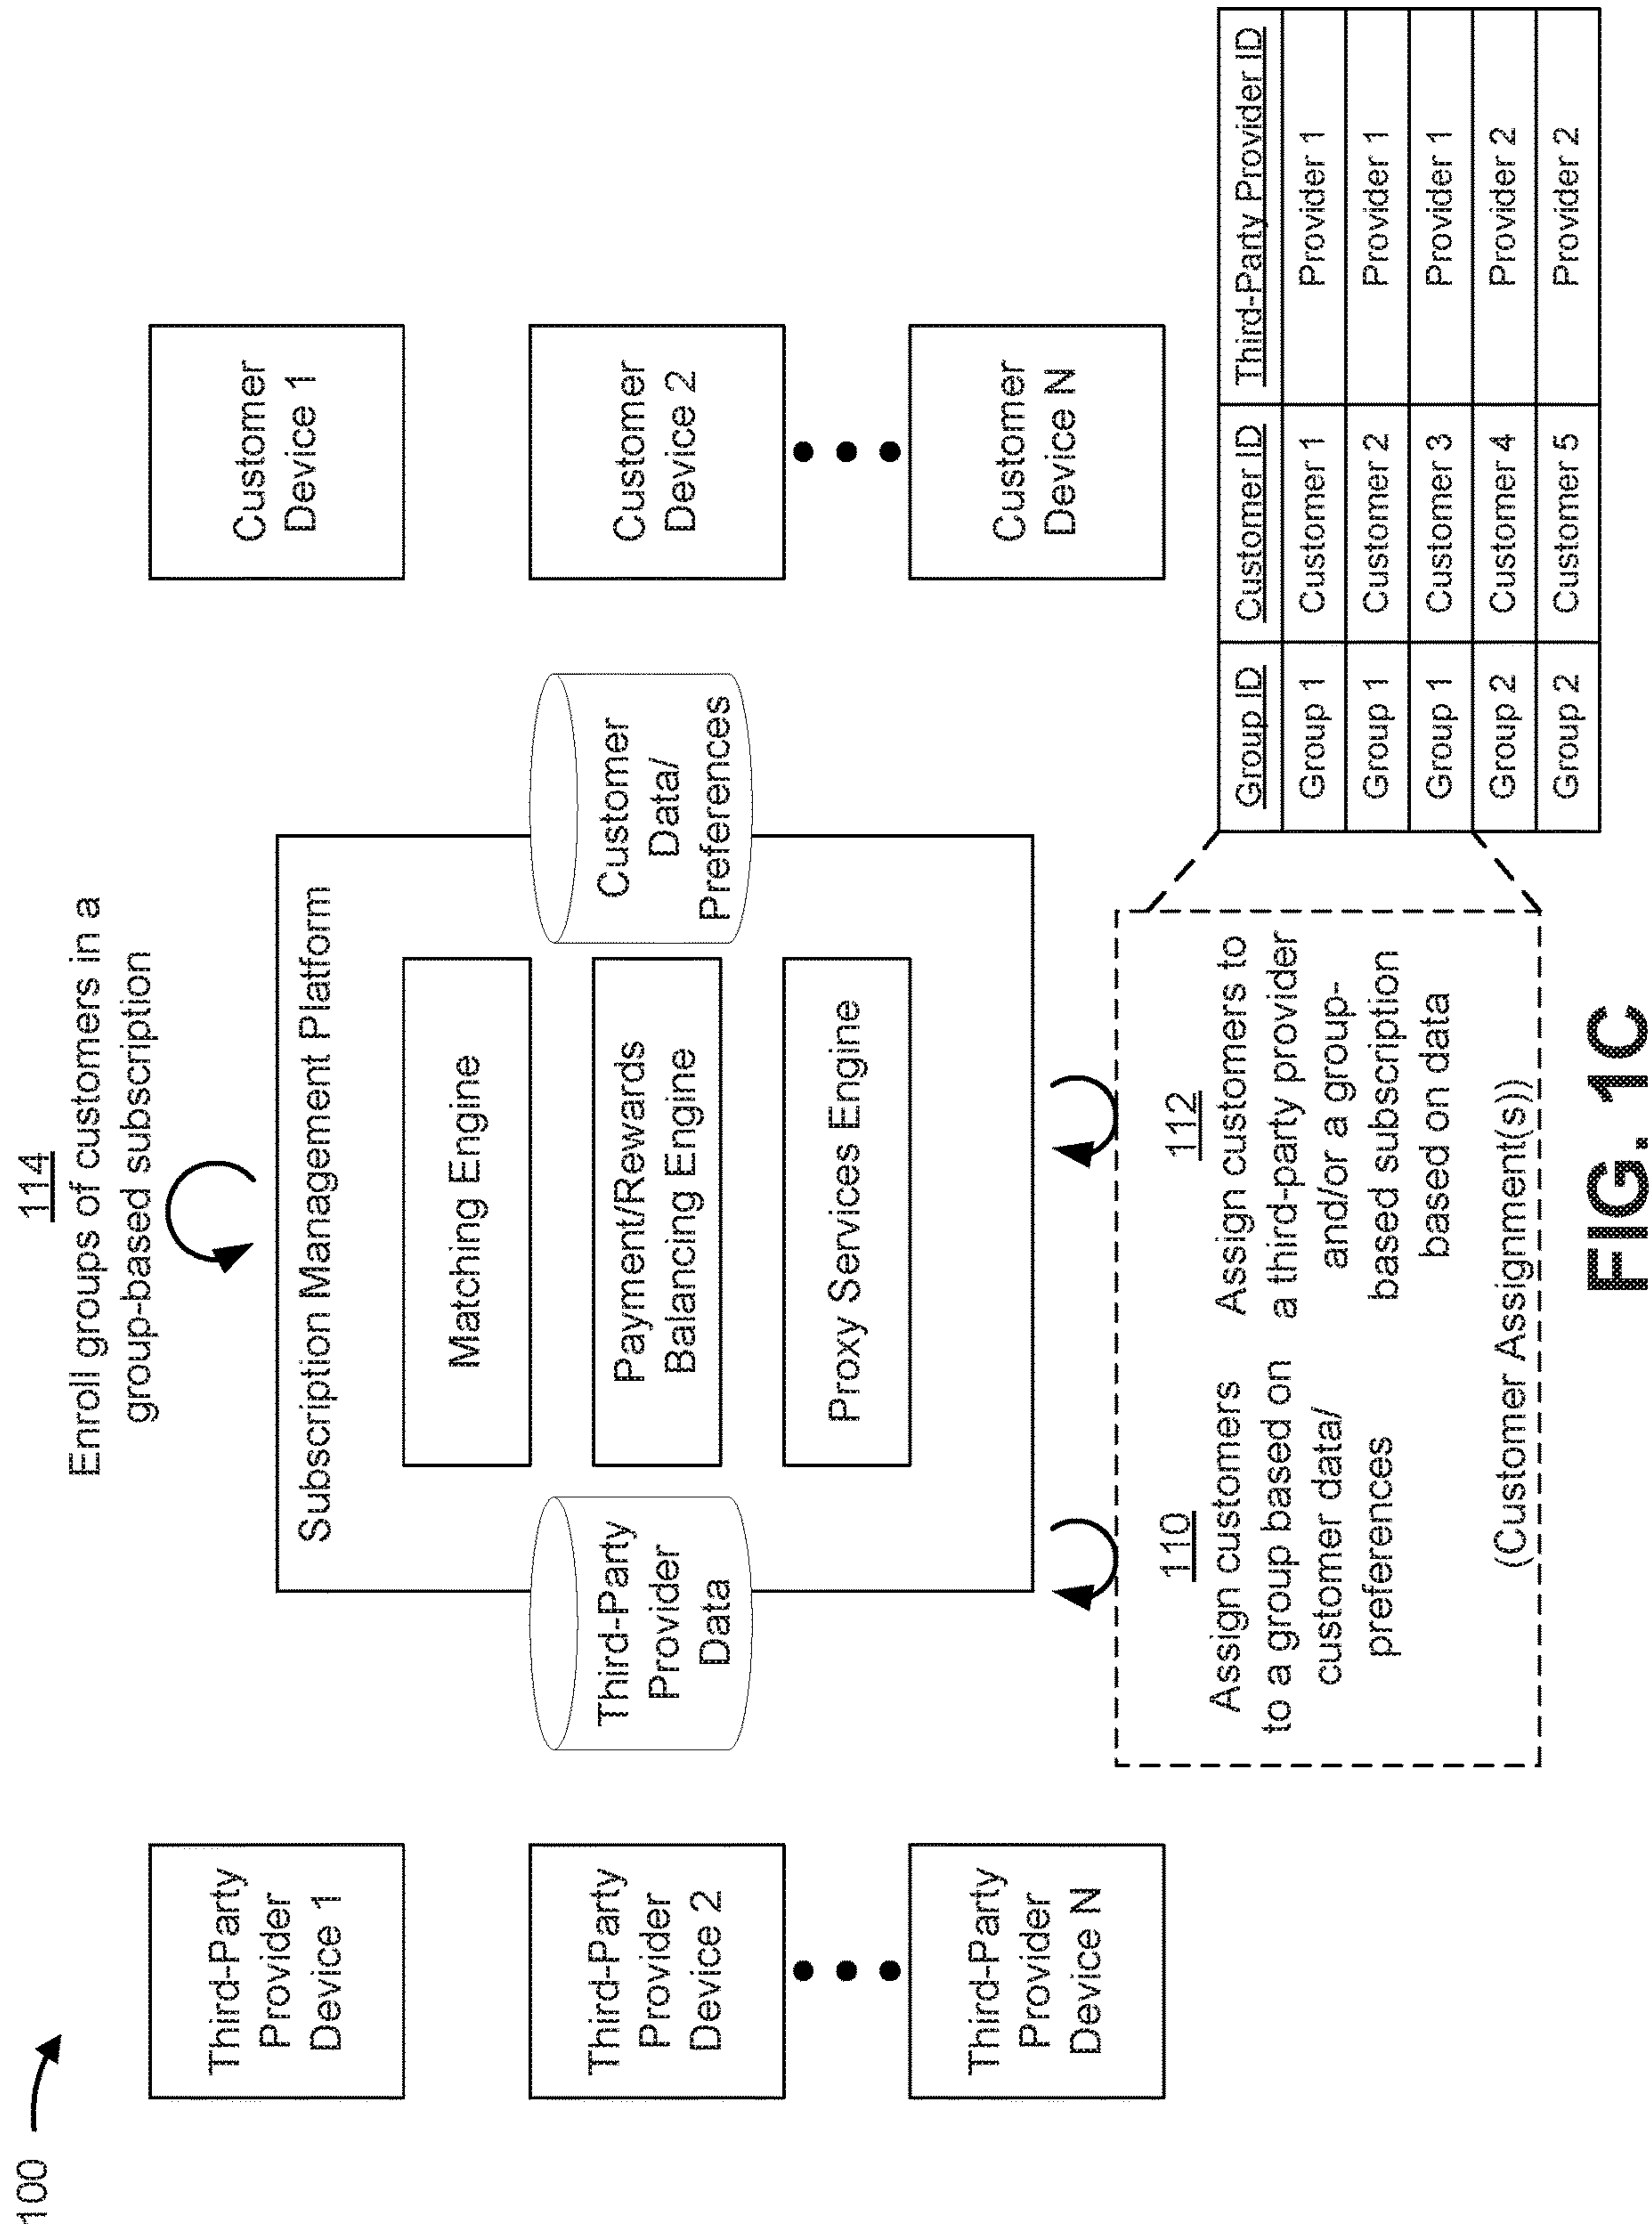 100
114
Enroll groups of customers in a
group-based subscription
Third-Party
Provider
Device 1
Third-Party
Provider
Device 2
Third-Party
Provider
Device N
Subscription Management Platform
Third-Party
Provider
Data
Matching Engine
Payment/Rewards
Balancing Engine
Proxy Services Engine
Customer
Data/
Preferences
Customer
Device 1
Customer
Device 2
Customer
Device N
110
Assign customers
to a group based on
customer data/
preferences
112
Assign customers to
a third-party provider
and/or a group-
based subscription
based on data
(Customer Assignment(s))
Group ID Customer ID Third-Party Provider ID
Group 1 Customer 1 Provider 1
Group 1 Customer 2 Provider 1
Group 1 Customer 3 Provider 1
Group 2 Customer 4 Provider 2
Group 2 Customer 5 Provider 2
FIG. 1C